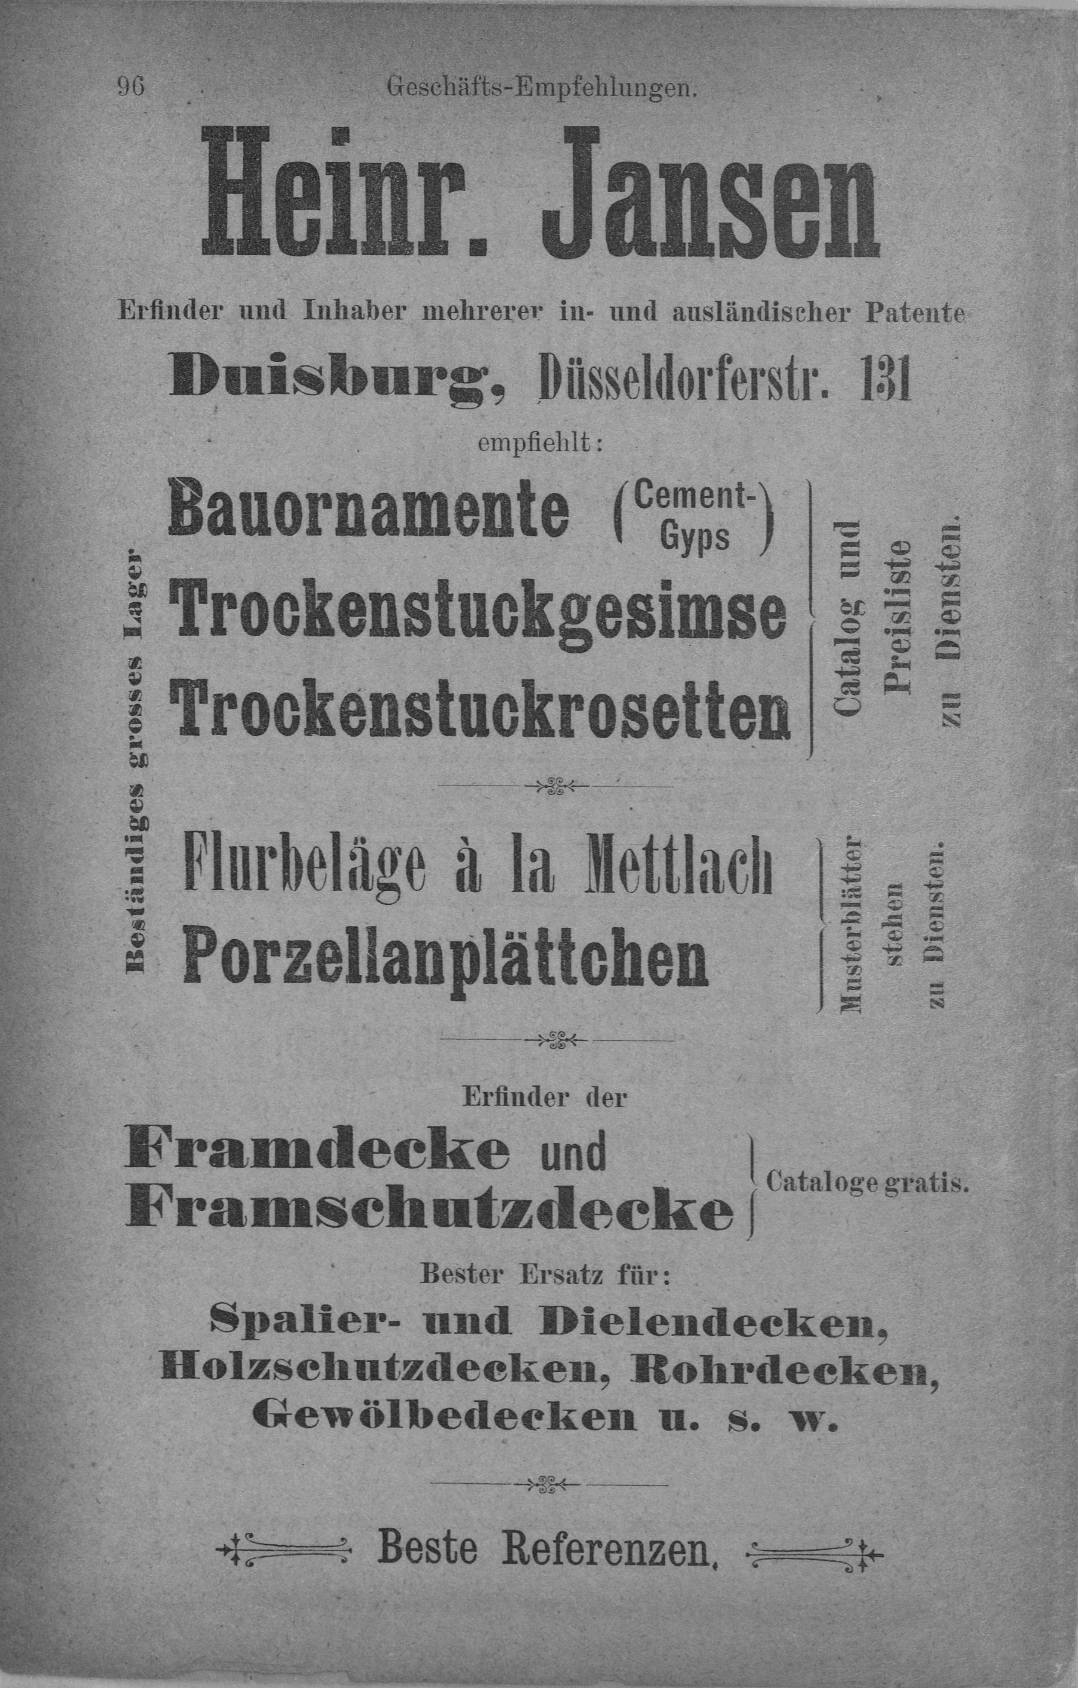 96
Geschäfts-Empfehlungen.
Heinr. Jansen
Erfinder und Inhaber mehrerer in- und ausländischer Patente
Duisburg, Düsseldorferstr. 131
empfiehlt:
Beständiges grosses Lager
Bauornamente (Cement-
Gyps)
Trockenstuckgesimse
Trockenstuckrosetten
Catalog und
Preisliste
zu Diensten.
Flurbeläge à la Mettlach
Porzellanplättchen
Musterblätter
stehen
zu Diensten.
Erfinder der
Framdecke und
Framschutzdecke
Cataloge gratis.
Bester Ersatz für:
Spalier- und Dielendecken,
Holzschutzdecken, Rohrdecken,
Gewölbedecken u. s. w.
Beste Referenzen.